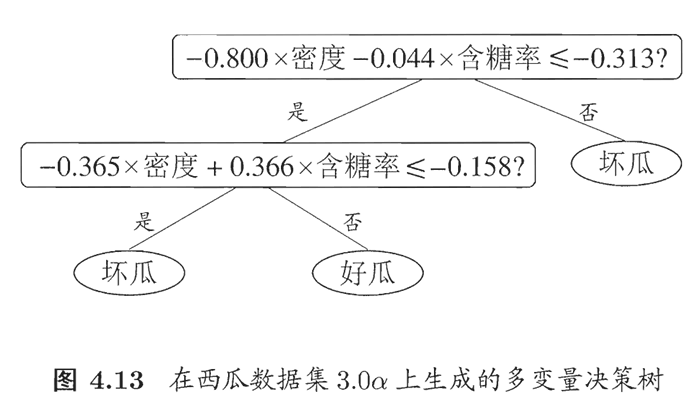 -0.800×密度 -0.044×含糖率 ≤-0.313?
是
否
-0.365×密度 + 0.366×含糖率 ≤-0.158?
坏瓜
是
否
坏瓜
好瓜
图 4.13 在西瓜数据集 3.0α 上生成的多变量决策树